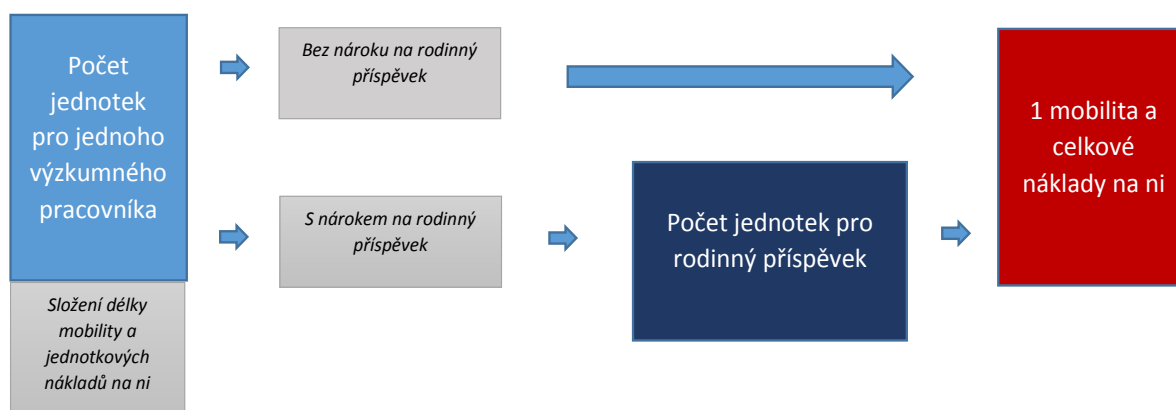 Počet
jednotek
pro jednoho
výzkumného
pracovníka
Složení délky
mobility a
jednotkových
nákladů na ni
Bez nároku na rodinný
příspěvek
S nárokem na rodinný
příspěvek
Počet jednotek pro
rodinný příspěvek
1 mobilita a
celkové
náklady na ni